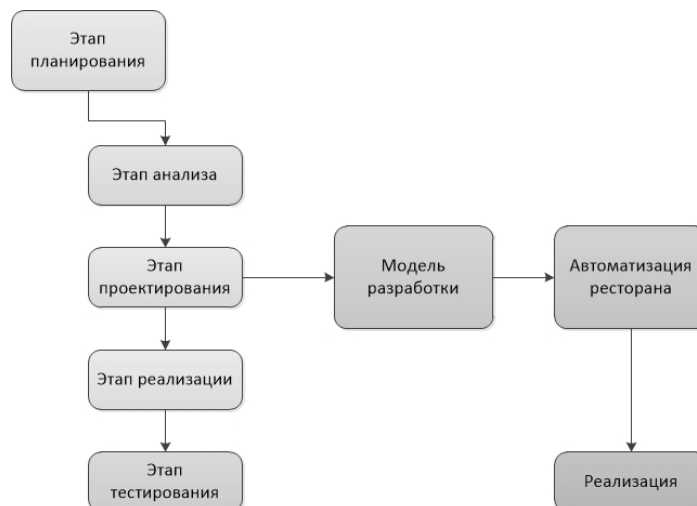 Этап
планирования
Этап анализа
Этап
проектирования
Модель
разработки
Автоматизация
ресторана
Этап реализации
Этап
тестирования
Реализация